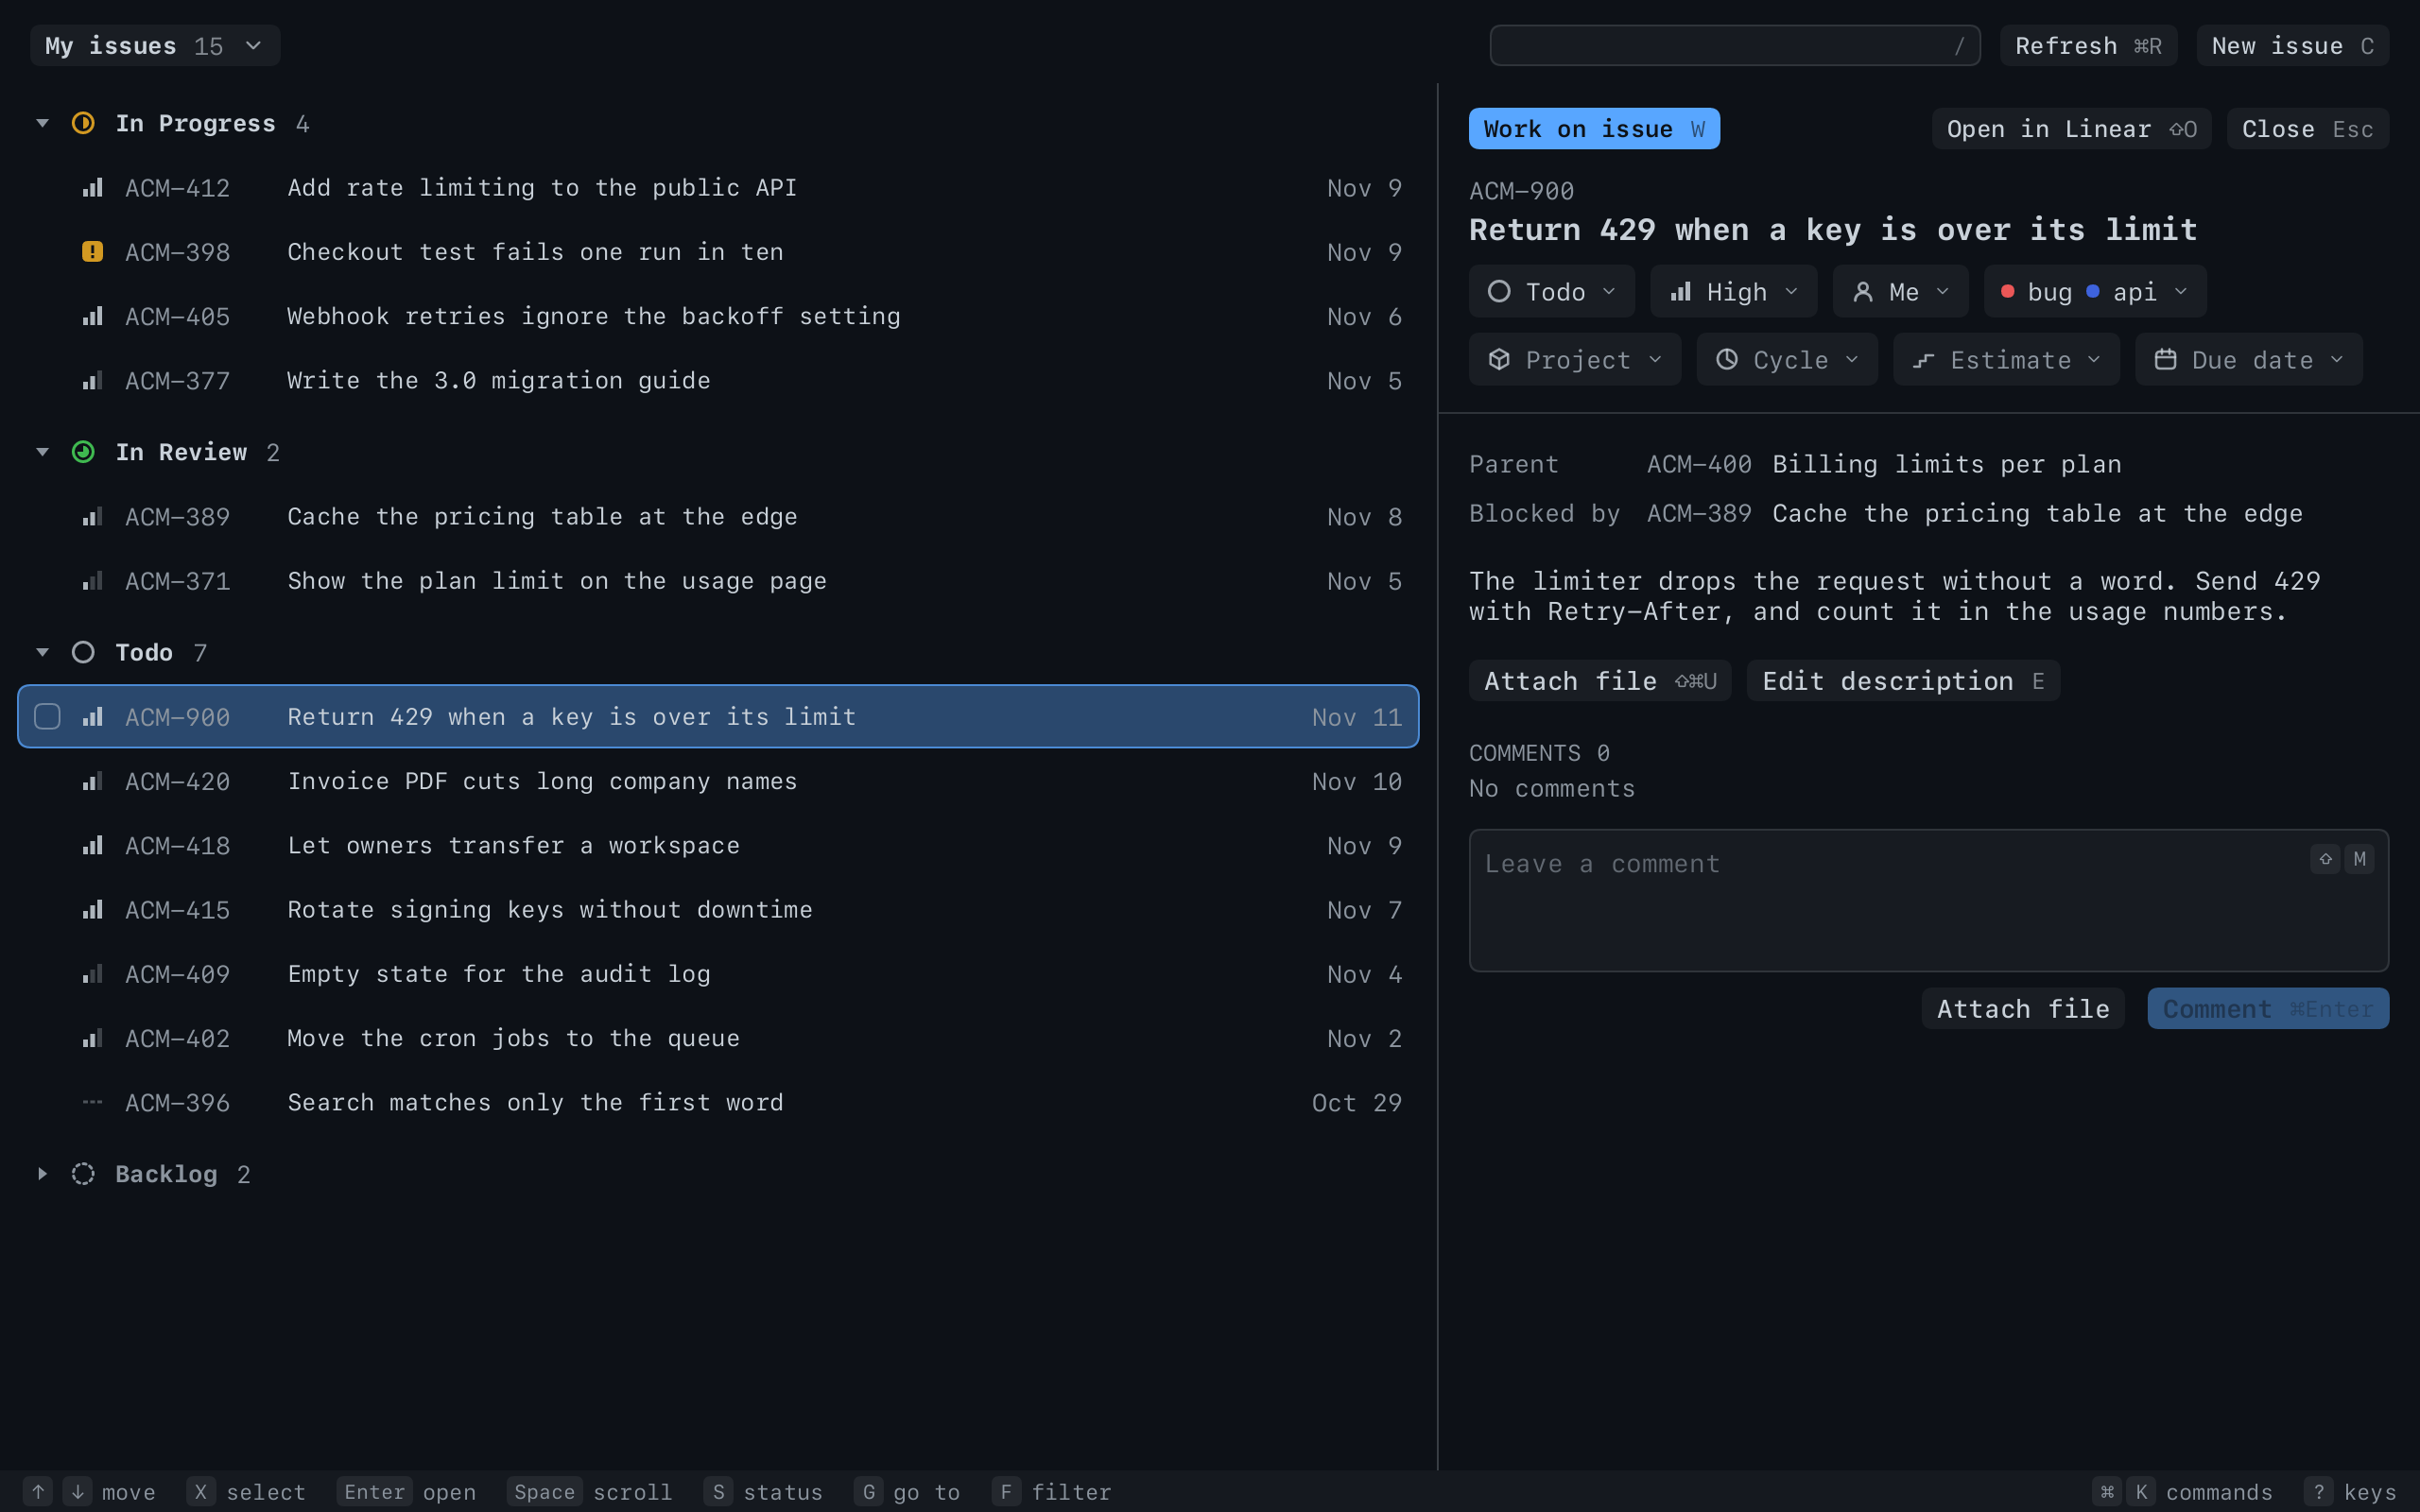 My issues 15
/
Refresh ⌘R
New issue C
In Progress 4
ACM-412 Add rate limiting to the public API Nov 9
ACM-398 Checkout test fails one run in ten Nov 9
ACM-405 Webhook retries ignore the backoff setting Nov 6
ACM-377 Write the 3.0 migration guide Nov 5
In Review 2
ACM-389 Cache the pricing table at the edge Nov 8
ACM-371 Show the plan limit on the usage page Nov 5
Todo 7
ACM-900 Return 429 when a key is over its limit Nov 11
ACM-420 Invoice PDF cuts long company names Nov 10
ACM-418 Let owners transfer a workspace Nov 9
ACM-415 Rotate signing keys without downtime Nov 7
ACM-409 Empty state for the audit log Nov 4
ACM-402 Move the cron jobs to the queue Nov 2
ACM-396 Search matches only the first word Oct 29
Backlog 2
Work on issue W
Open in Linear ⇧O
Close Esc
ACM-900
Return 429 when a key is over its limit
Todo High Me bug api
Project Cycle Estimate Due date
Parent ACM-400 Billing limits per plan
Blocked by ACM-389 Cache the pricing table at the edge
The limiter drops the request without a word. Send 429
with Retry-After, and count it in the usage numbers.
Attach file ⇧⌘U
Edit description E
COMMENTS 0
No comments
Leave a comment ⇧ M
Attach file
Comment ⌘Enter
↑ ↓ move X select Enter open Space scroll S status G go to F filter
⌘ K commands ? keys